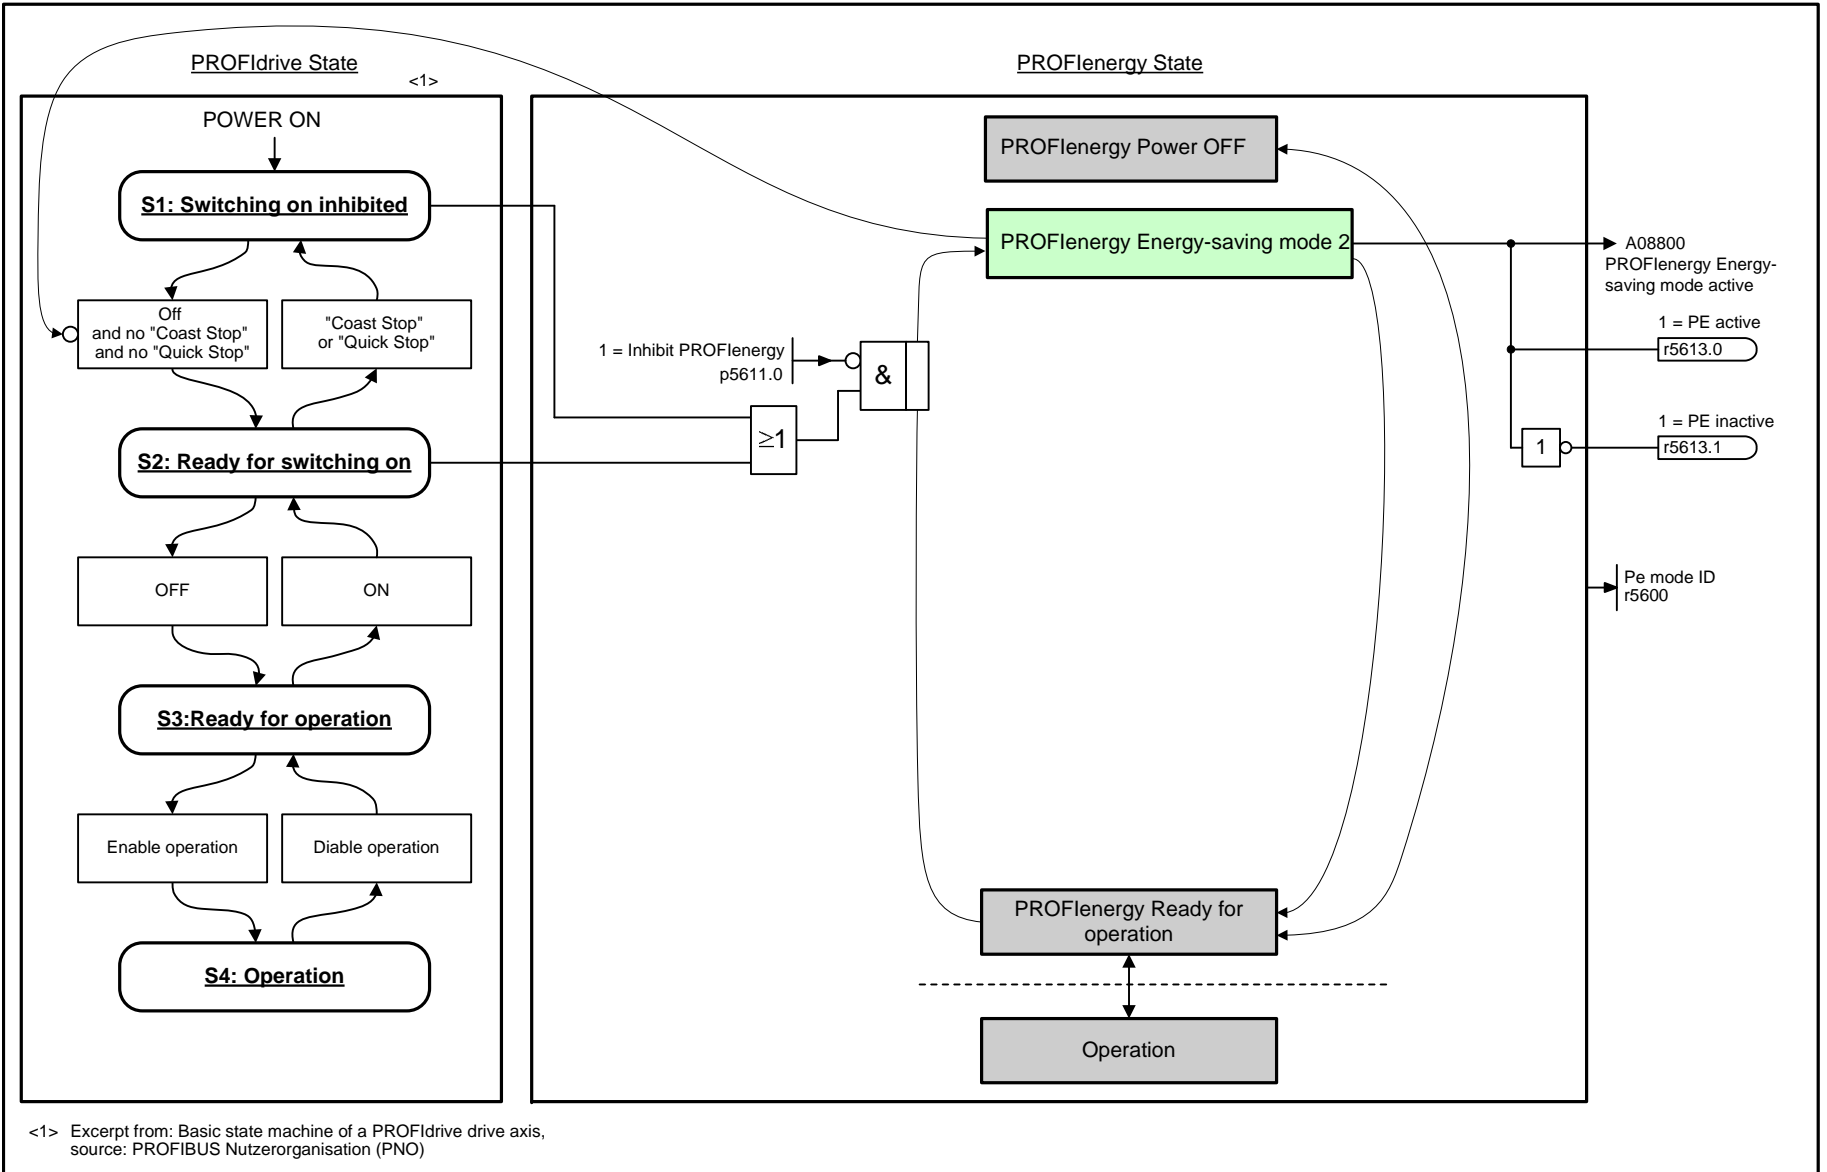 PROFIdrive State
<1>
POWER ON
S1: Switching on inhibited
Off
and no "Coast Stop"
and no "Quick Stop"
"Coast Stop"
or "Quick Stop"
S2: Ready for switching on
OFF
ON
S3:Ready for operation
Enable operation
Diable operation
S4: Operation
PROFIenergy State
PROFIenergy Power OFF
PROFIenergy Energy-saving mode 2
1 = Inhibit PROFIenergy
p5611.0
&
≥1
PROFIenergy Ready for
operation
Operation
A08800
PROFIenergy Energy-
saving mode active
1 = PE active
r5613.0
1 = PE inactive
1
r5613.1
Pe mode ID
r5600
<1> Excerpt from: Basic state machine of a PROFIdrive drive axis,
source: PROFIBUS Nutzerorganisation (PNO)